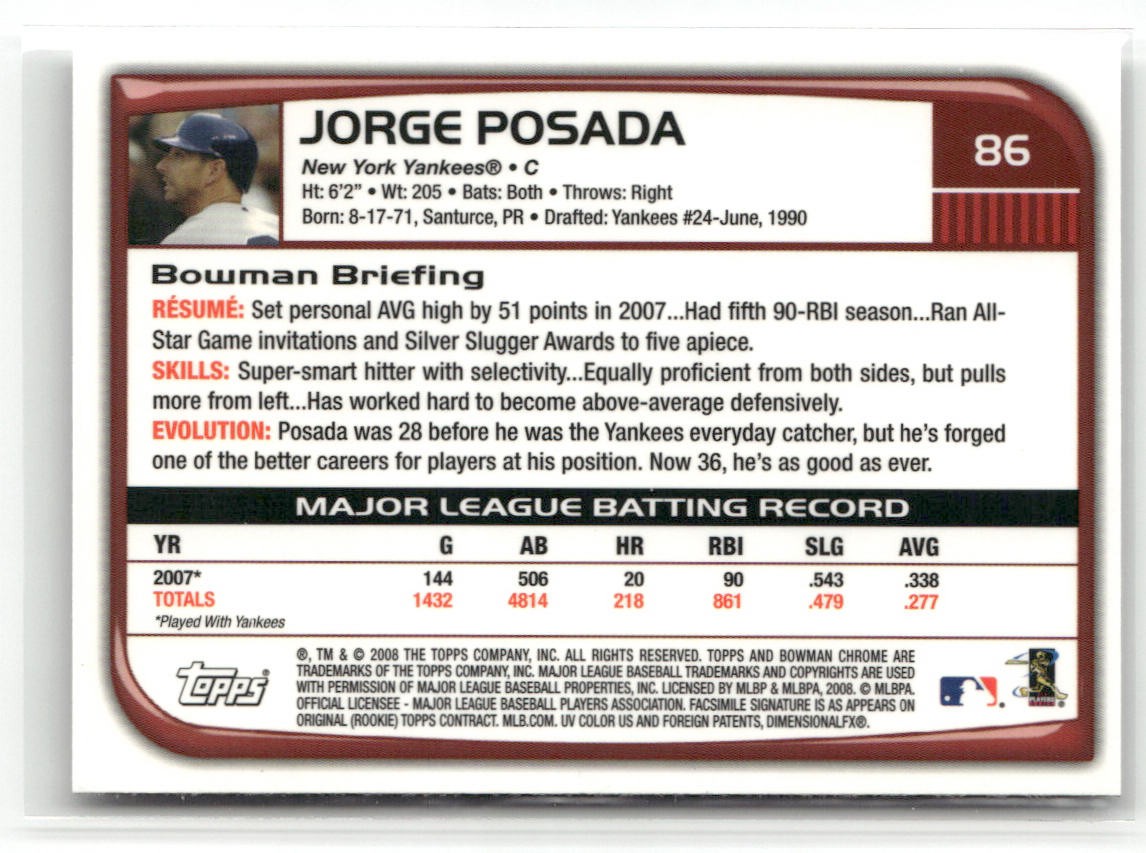 JORGE POSADA
86
New York Yankees® • C
Ht: 6'2" • Wt: 205 • Bats: Both • Throws: Right
Born: 8-17-71, Santurce, PR • Drafted: Yankees #24-June, 1990
Bowman Briefing
RÉSUMÉ: Set personal AVG high by 51 points in 2007...Had fifth 90-RBI season...Ran All-
Star Game invitations and Silver Slugger Awards to five apiece.
SKILLS: Super-smart hitter with selectivity...Equally proficient from both sides, but pulls
more from left...Has worked hard to become above-average defensively.
EVOLUTION: Posada was 28 before he was the Yankees everyday catcher, but he's forged
one of the better careers for players at his position. Now 36, he's as good as ever.
MAJOR LEAGUE BATTING RECORD
YR G AB HR RBI SLG AVG
2007* 144 506 20 90 .543 .338
TOTALS 1432 4814 218 861 .479 .277
*Played With Yankees
®, TM & © 2008 THE TOPPS COMPANY, INC. ALL RIGHTS RESERVED. TOPPS AND BOWMAN CHROME ARE
TRADEMARKS OF THE TOPPS COMPANY, INC. MAJOR LEAGUE BASEBALL TRADEMARKS AND COPYRIGHTS ARE USED
WITH PERMISSION OF MAJOR LEAGUE BASEBALL PROPERTIES, INC. LICENSED BY MLBP & MLBPA, 2008. © MLBPA.
OFFICIAL LICENSEE - MAJOR LEAGUE BASEBALL PLAYERS ASSOCIATION. FACSIMILE SIGNATURE IS AS APPEARS ON
ORIGINAL (ROOKIE) TOPPS CONTRACT. MLB.COM. UV COLOR US AND FOREIGN PATENTS, DIMENSIONALFX®.
Topps®